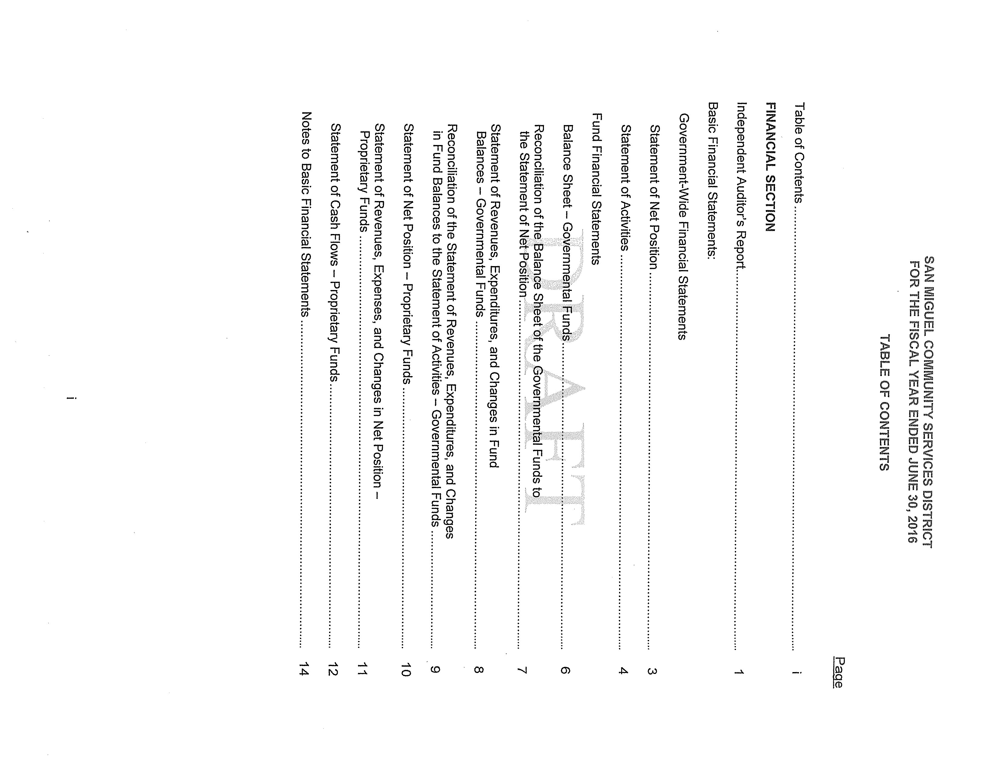 SAN MIGUEL COMMUNITY SERVICES DISTRICT
FOR THE FISCAL YEAR ENDED JUNE 30, 2016
TABLE OF CONTENTS
Page
Table of Contents ........................................ i
FINANCIAL SECTION
Independent Auditor's Report........................................ 1
Basic Financial Statements:
Government-Wide Financial Statements
Statement of Net Position ........................................ 3
Statement of Activities ........................................ 4
Fund Financial Statements
Balance Sheet – Governmental Funds........................................ 6
Reconciliation of the Balance Sheet of the Governmental Funds to
the Statement of Net Position........................................ 7
Statement of Revenues, Expenditures, and Changes in Fund
Balances – Governmental Funds ........................................ 8
Reconciliation of the Statement of Revenues, Expenditures, and Changes
in Fund Balances to the Statement of Activities – Governmental Funds ........................................ 9
Statement of Net Position – Proprietary Funds ........................................ 10
Statement of Revenues, Expenses, and Changes in Net Position –
Proprietary Funds ........................................ 11
Statement of Cash Flows – Proprietary Funds........................................ 12
Notes to Basic Financial Statements........................................ 14
DRAFT
i